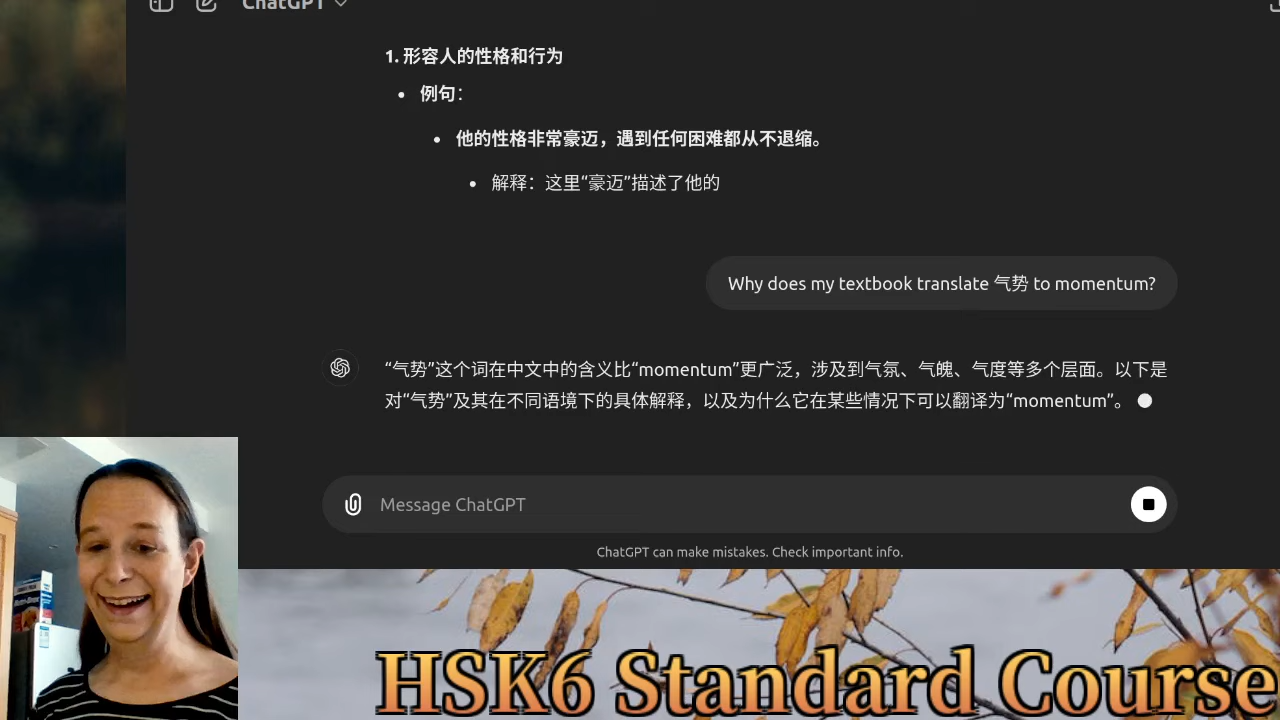 ChatGPT
1. 形容人的性格和行为
• 例句：
• 他的性格非常豪迈，遇到任何困难都从不退缩。
• 解释：这里“豪迈”描述了他的
Why does my textbook translate 气势 to momentum?
“气势”这个词在中文中的含义比“momentum”更广泛，涉及到气氛、气魄、气度等多个层面。以下是
对“气势”及其在不同语境下的具体解释，以及为什么它在某些情况下可以翻译为“momentum”。
Message ChatGPT
ChatGPT can make mistakes. Check important info.
HSK6 Standard Course